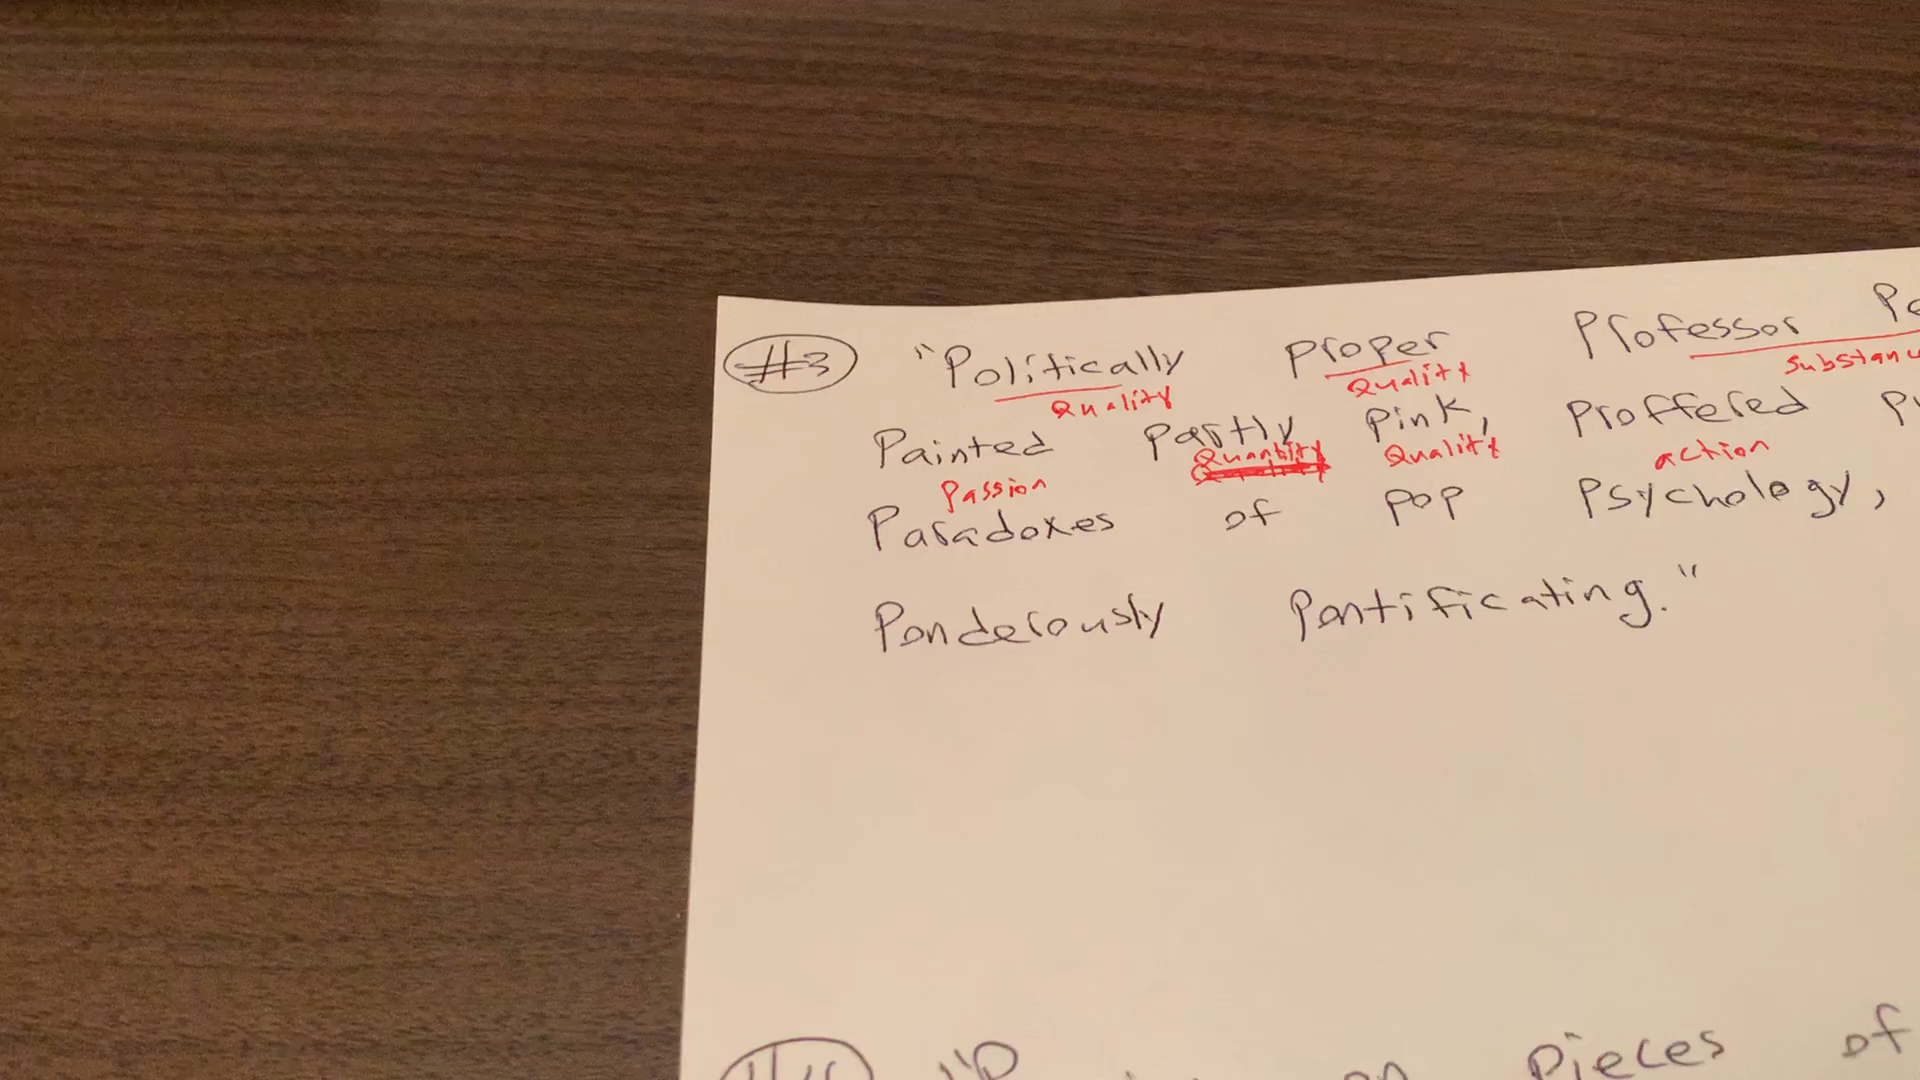 #3 "Politically Proper Professor
Quality Quality
Painted Partly Pink, Proffered
Passion Quantity Quality action
Paradoxes of Pop Psychology,
Ponderously Pontificating."
Pieces of